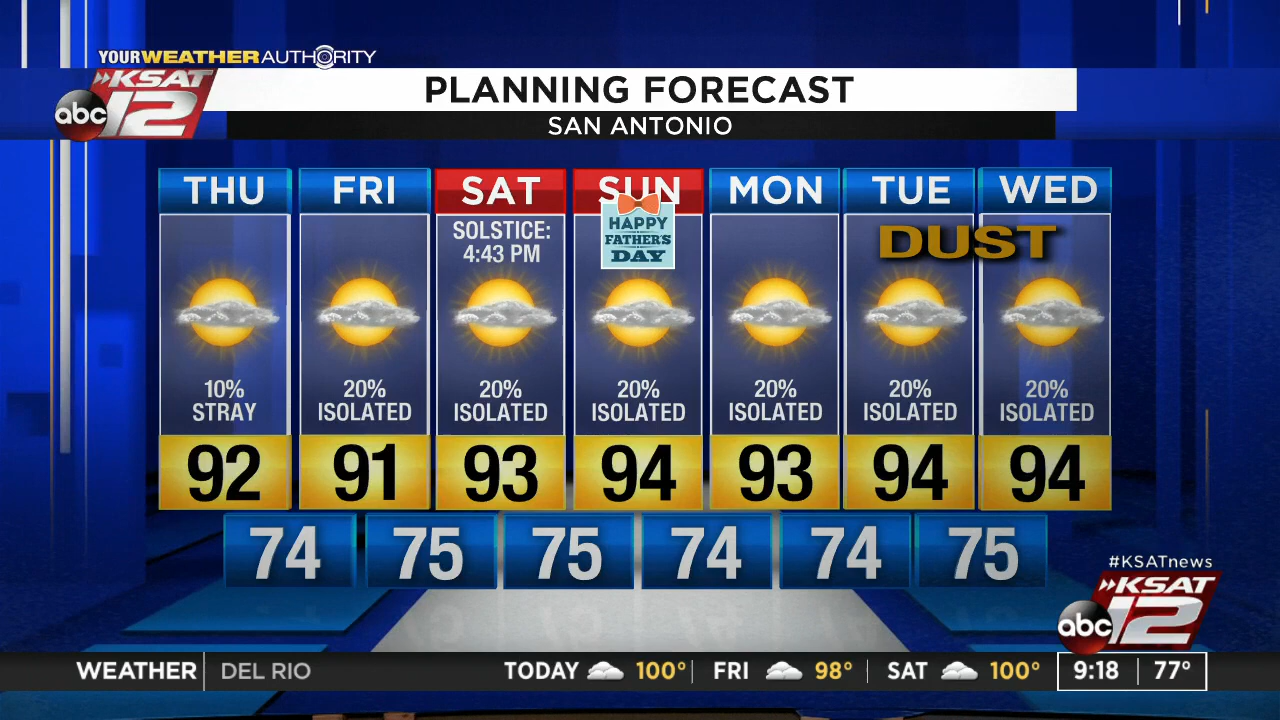 YOURWEATHERAUTHORITY
KSAT
abc 12
PLANNING FORECAST
SAN ANTONIO
THU FRI SAT SUN MON TUE WED
SOLSTICE:
4:43 PM
HAPPY
FATHER'S
DAY
DUST
10% 20% 20% 20% 20% 20% 20%
STRAY ISOLATED ISOLATED ISOLATED ISOLATED ISOLATED ISOLATED
92 91 93 94 93 94 94
74 75 75 74 74 75
#KSATnews
KSAT
abc 12
WEATHER DEL RIO TODAY 100° FRI 98° SAT 100° 9:18 77°